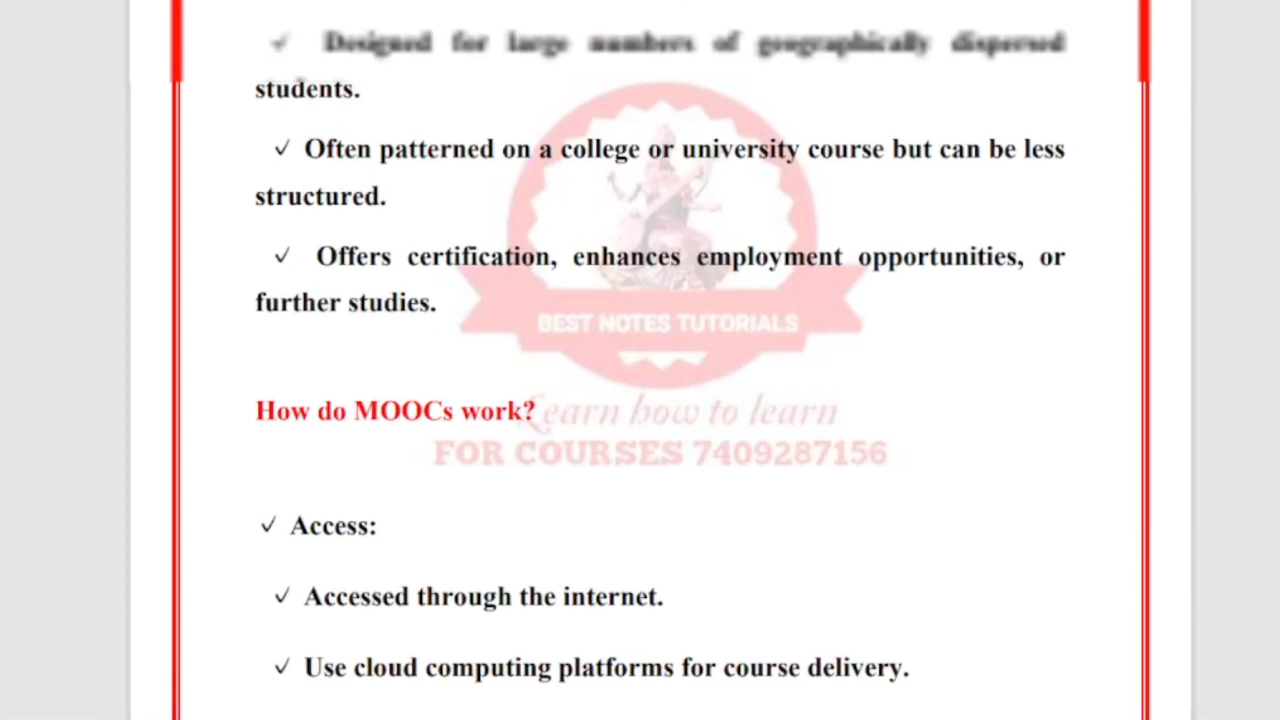 ✓ Designed for large numbers of geographically dispersed
students.
✓ Often patterned on a college or university course but can be less
structured.
✓ Offers certification, enhances employment opportunities, or
further studies.
BEST NOTES TUTORIALS
How do MOOCs work?
Learn how to learn
FOR COURSES 7409287156
✓ Access:
✓ Accessed through the internet.
✓ Use cloud computing platforms for course delivery.